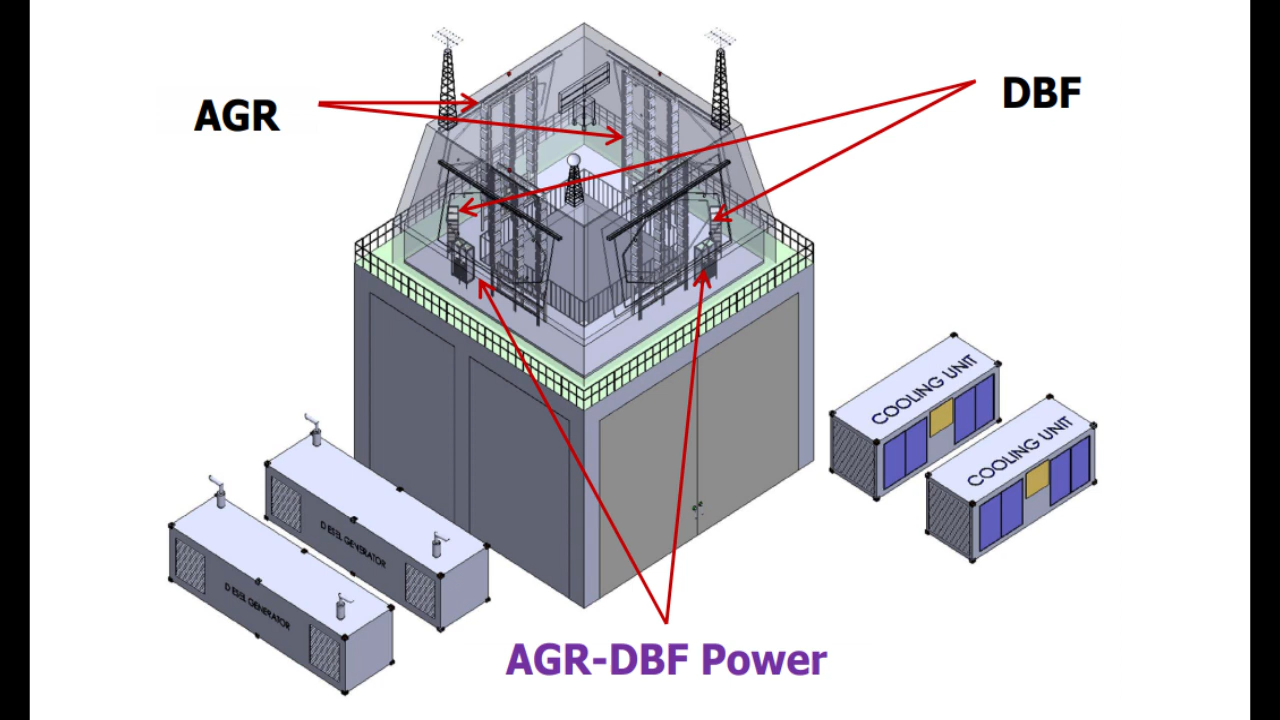 AGR
DBF
COOLING UNIT
COOLING UNIT
DIESEL GENERATOR
DIESEL GENERATOR
AGR-DBF Power